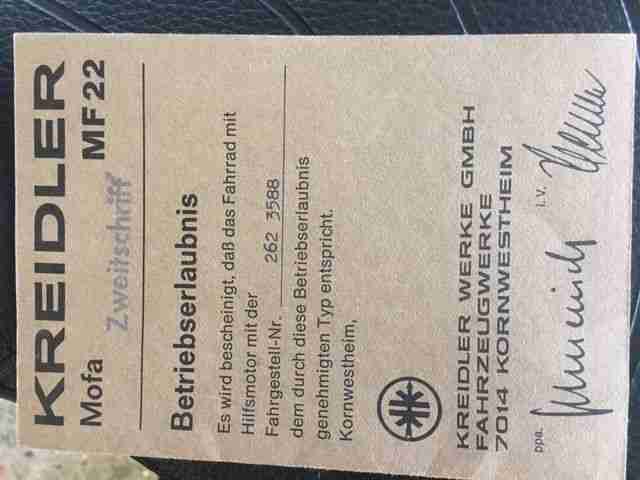 KREIDLER
Mofa MF 22
Zweitschriff
Betriebserlaubnis
Es wird bescheinigt, daß das Fahrrad mit
Hilfsmotor mit der
Fahrgestell-Nr. 262 3588
dem durch diese Betriebserlaubnis
genehmigten Typ entspricht.
Kornwestheim,
KREIDLER WERKE GMBH
FAHRZEUGWERKE
7014 KORNWESTHEIM
ppa. i. V.